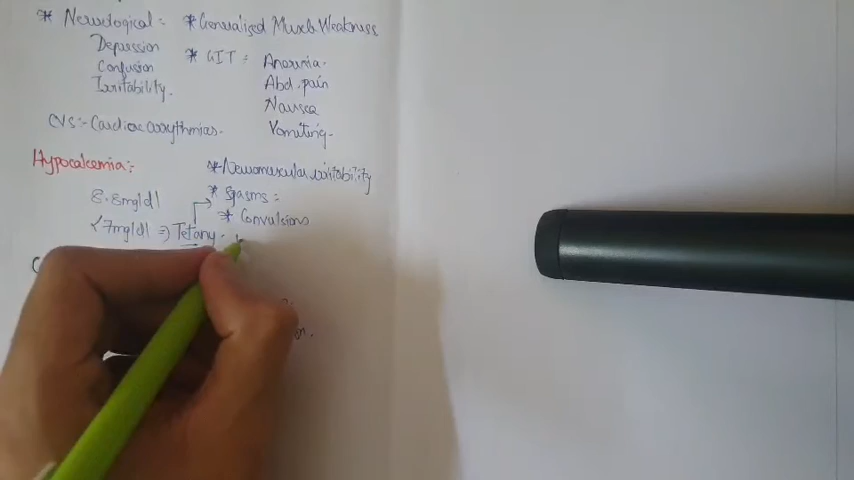 * Neurological: * Generalised Muscle Weakness
Depression
Confusion
Irritability.
* GIT: Anorexia.
Abd. pain
Nausea
Vomiting.
CVS:- Cardiac arrythmias.
Hypocalcemia:
8.8mg/dl
<7mg/dl => Tetany.
* Neuromuscular irritability
* Spasms:
* Convulsions